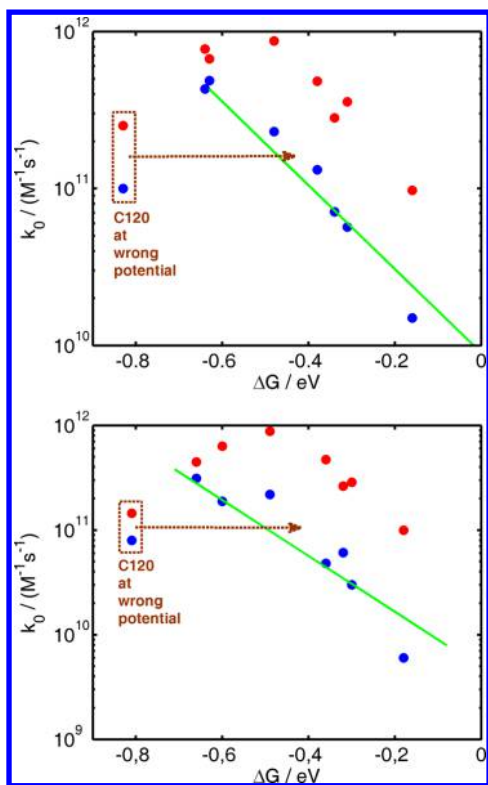 10¹²
10¹¹
10¹⁰
k₀ / (M⁻¹s⁻¹)
C120
at
wrong
potential
-0.8 -0.6 -0.4 -0.2 0
ΔG / eV
10¹²
10¹¹
10¹⁰
10⁹
k₀ / (M⁻¹s⁻¹)
C120
at
wrong
potential
-0,8 -0,6 -0,4 -0,2 0
ΔG / eV